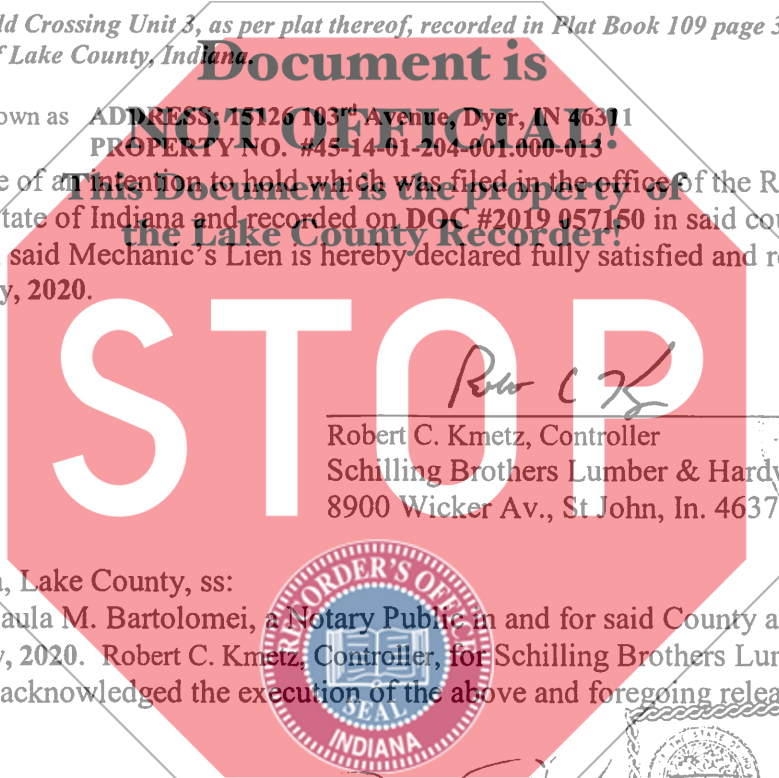 ld Crossing Unit 3, as per plat thereof, recorded in Plat Book 109 page 3
f Lake County, Indiana.
Document is
own as ADDRESS: 15126 103rd Avenue, Dyer, IN 46311
NOT OFFICIAL!
PROPERTY NO. #45-14-01-204-001.000-013
e of an intention to hold which was filed in the office of the R
This Document is the property of
tate of Indiana and recorded on DOC #2019 057150 in said co
the Lake County Recorder!
said Mechanic's Lien is hereby declared fully satisfied and r
y, 2020.
STOP
Robert C. Kmetz, Controller
Schilling Brothers Lumber & Hardw
8900 Wicker Av., St John, In. 4637
, Lake County, ss:
aula M. Bartolomei, a Notary Public in and for said County a
y, 2020. Robert C. Kmetz, Controller, for Schilling Brothers Lum
acknowledged the execution of the above and foregoing relea
RECORDER'S OFFICE
SEAL
INDIANA